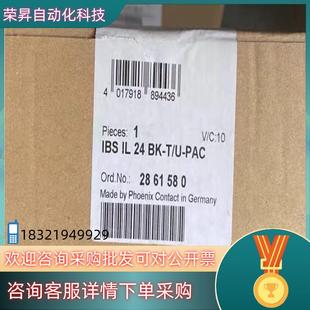 荣昇自动化科技
4 017918 894436
Pieces: 1
V/C:10
IBS IL 24 BK-T/U-PAC
Ord.No.: 28 61 58 0
Made by Phoenix Contact in Germany
18321949929
欢迎咨询采购批发可对公开票
咨询客服详情下单采购